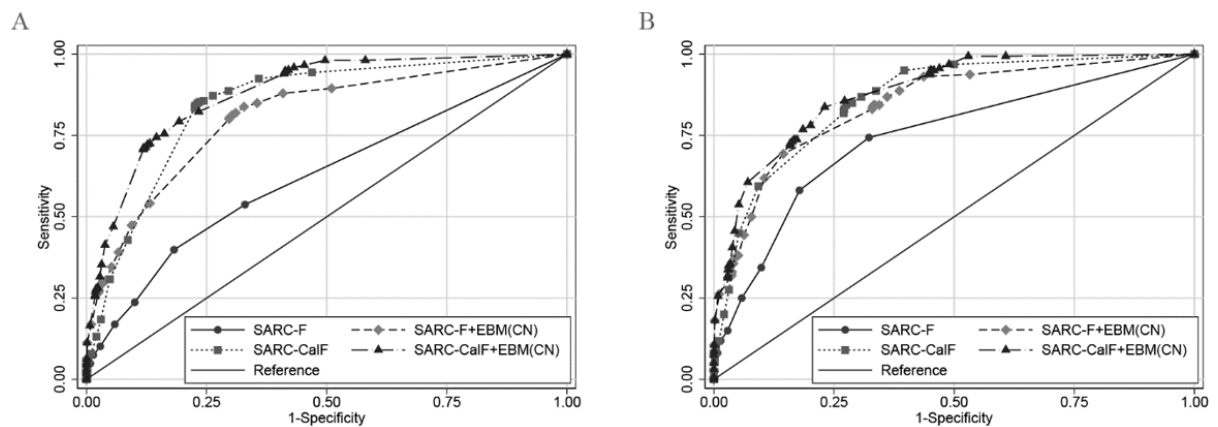 A
B
1.00
0.75
0.50
0.25
0.00
Sensitivity
SARC-F
SARC-F+EBM(CN)
SARC-CalF
SARC-CalF+EBM(CN)
Reference
0.00
0.25
0.50
0.75
1.00
1-Specificity
1.00
0.75
0.50
0.25
0.00
Sensitivity
SARC-F
SARC-F+EBM(CN)
SARC-CalF
SARC-CalF+EBM(CN)
Reference
0.00
0.25
0.50
0.75
1.00
1-Specificity